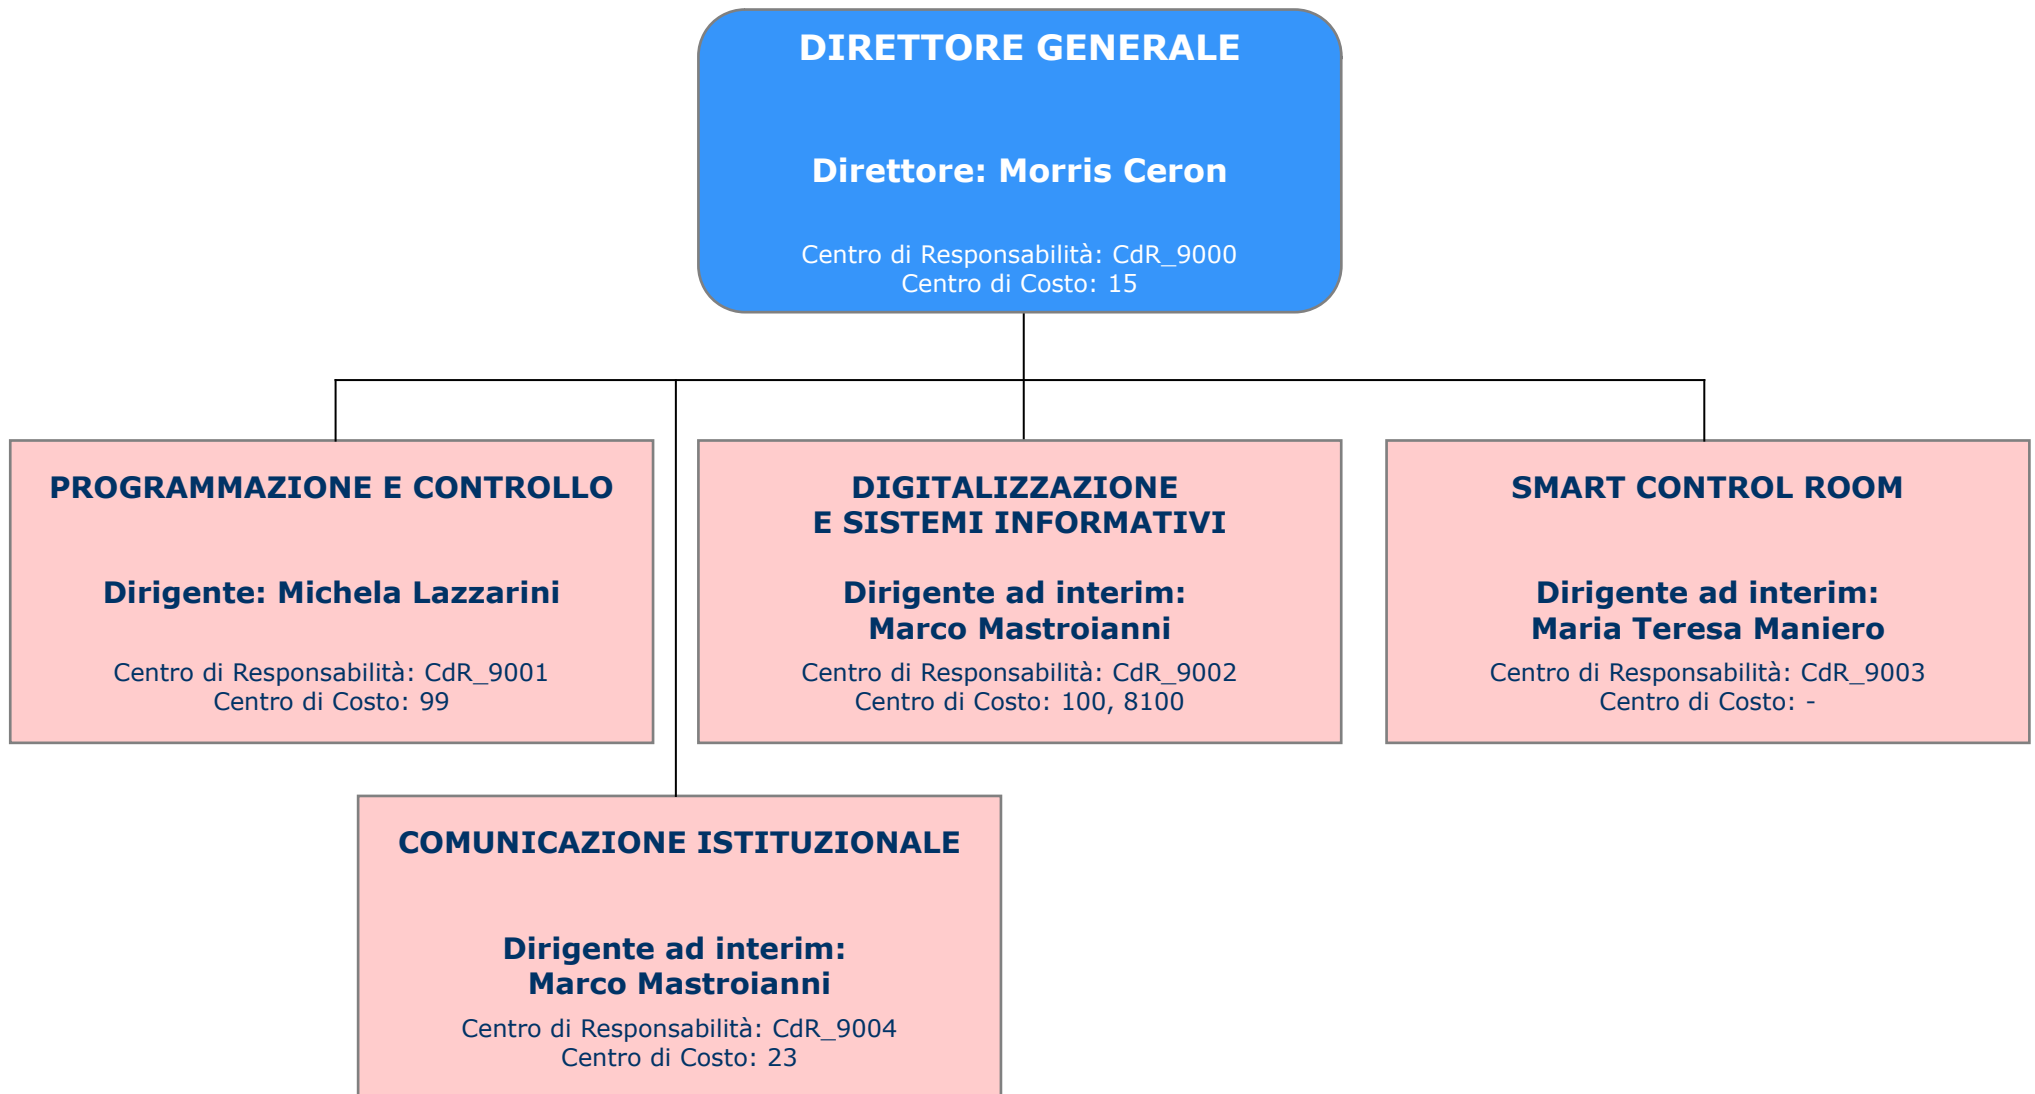 DIRETTORE GENERALE
Direttore: Morris Ceron
Centro di Responsabilità: CdR_9000
Centro di Costo: 15
PROGRAMMAZIONE E CONTROLLO
Dirigente: Michela Lazzarini
Centro di Responsabilità: CdR_9001
Centro di Costo: 99
DIGITALIZZAZIONE
E SISTEMI INFORMATIVI
Dirigente ad interim:
Marco Mastroianni
Centro di Responsabilità: CdR_9002
Centro di Costo: 100, 8100
SMART CONTROL ROOM
Dirigente ad interim:
Maria Teresa Maniero
Centro di Responsabilità: CdR_9003
Centro di Costo: -
COMUNICAZIONE ISTITUZIONALE
Dirigente ad interim:
Marco Mastroianni
Centro di Responsabilità: CdR_9004
Centro di Costo: 23